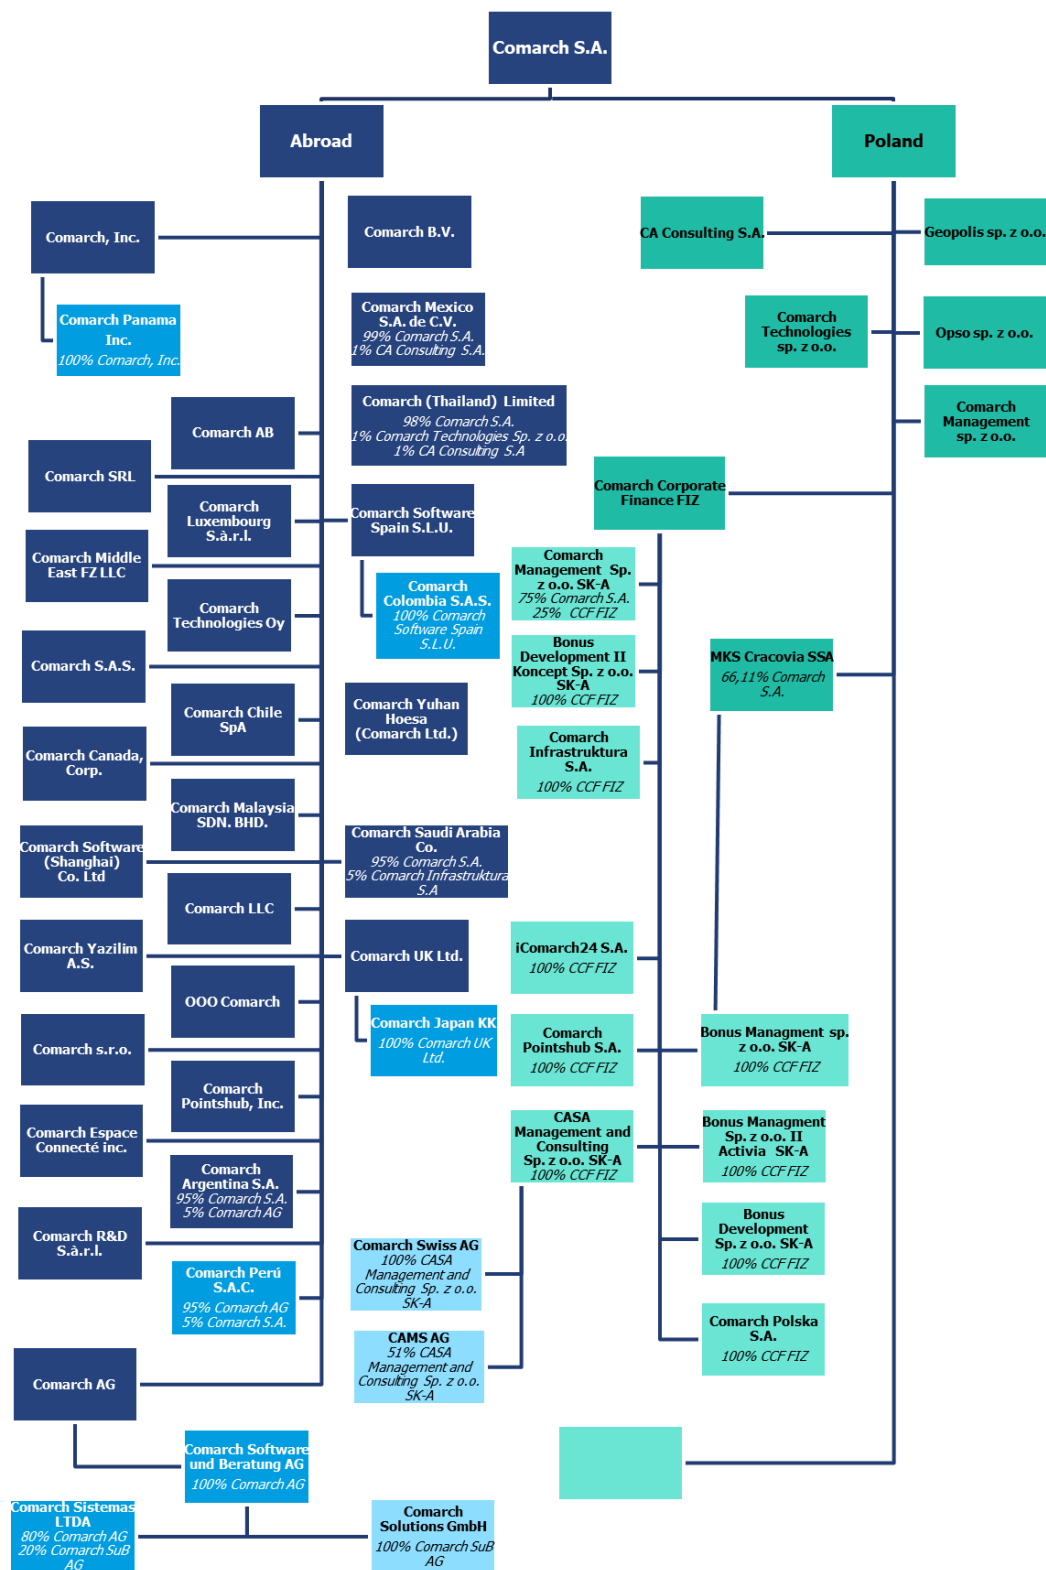 Comarch S.A.
Abroad
Poland
Comarch, Inc.
Comarch B.V.
CA Consulting S.A.
Geopolis sp. z o.o.
Comarch Panama
Inc.
100% Comarch, Inc.
Comarch Mexico
S.A. de C.V.
99% Comarch S.A.
1% CA Consulting S.A.
Comarch
Technologies
sp. z o.o.
Opso sp. z o.o.
Comarch AB
Comarch (Thailand) Limited
98% Comarch S.A.
1% Comarch Technologies Sp. z o.o.
1% CA Consulting S.A
Comarch
Management
sp. z o.o.
Comarch SRL
Comarch Corporate
Finance FIZ
Comarch
Luxembourg
S.à.r.l.
Comarch Software
Spain S.L.U.
Comarch Middle
East FZ LLC
Comarch
Management Sp.
z o.o. SK-A
75% Comarch S.A.
25% CCF FIZ
Comarch
Technologies Oy
Comarch
Colombia S.A.S.
100% Comarch
Software Spain
S.L.U.
Comarch S.A.S.
Bonus
Development II
Koncept Sp. z o.o.
SK-A
100% CCF FIZ
MKS Cracovia SSA
66,11% Comarch
S.A.
Comarch Chile
SpA
Comarch Yuhan
Hoesa
(Comarch Ltd.)
Comarch Canada,
Corp.
Comarch
Infrastruktura
S.A.
100% CCF FIZ
Comarch Malaysia
SDN. BHD.
Comarch Software
(Shanghai)
Co. Ltd
Comarch Saudi Arabia
Co.
95% Comarch S.A.
5% Comarch Infrastruktura
S.A
Comarch LLC
Comarch Yazilim
A.S.
Comarch UK Ltd.
iComarch24 S.A.
100% CCF FIZ
OOO Comarch
Comarch s.r.o.
Comarch Japan KK
100% Comarch UK
Ltd.
Comarch
Pointshub S.A.
100% CCF FIZ
Bonus Managment sp.
z o.o. SK-A
100% CCF FIZ
Comarch
Pointshub, Inc.
Comarch Espace
Connecté inc.
CASA
Management and
Consulting
Sp. z o.o. SK-A
100% CCF FIZ
Bonus Managment
Sp. z o.o. II
Activia SK-A
100% CCF FIZ
Comarch
Argentina S.A.
95% Comarch S.A.
5% Comarch AG
Comarch R&D
S.à.r.l.
Comarch Swiss AG
100% CASA
Management and
Consulting Sp. z o.o.
SK-A
Bonus
Development
Sp. z o.o. SK-A
100% CCF FIZ
Comarch Perú
S.A.C.
95% Comarch AG
5% Comarch S.A.
CAMS AG
51% CASA
Management and
Consulting Sp. z o.o.
SK-A
Comarch Polska
S.A.
100% CCF FIZ
Comarch AG
Comarch Software
und Beratung AG
100% Comarch AG
Comarch Sistemas
LTDA
80% Comarch AG
20% Comarch SuB
AG
Comarch
Solutions GmbH
100% Comarch SuB
AG